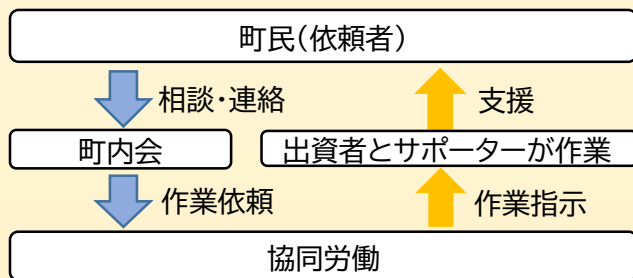 町民(依頼者)
相談・連絡
支援
町内会
出資者とサポーターが作業
作業依頼
作業指示
協同労働